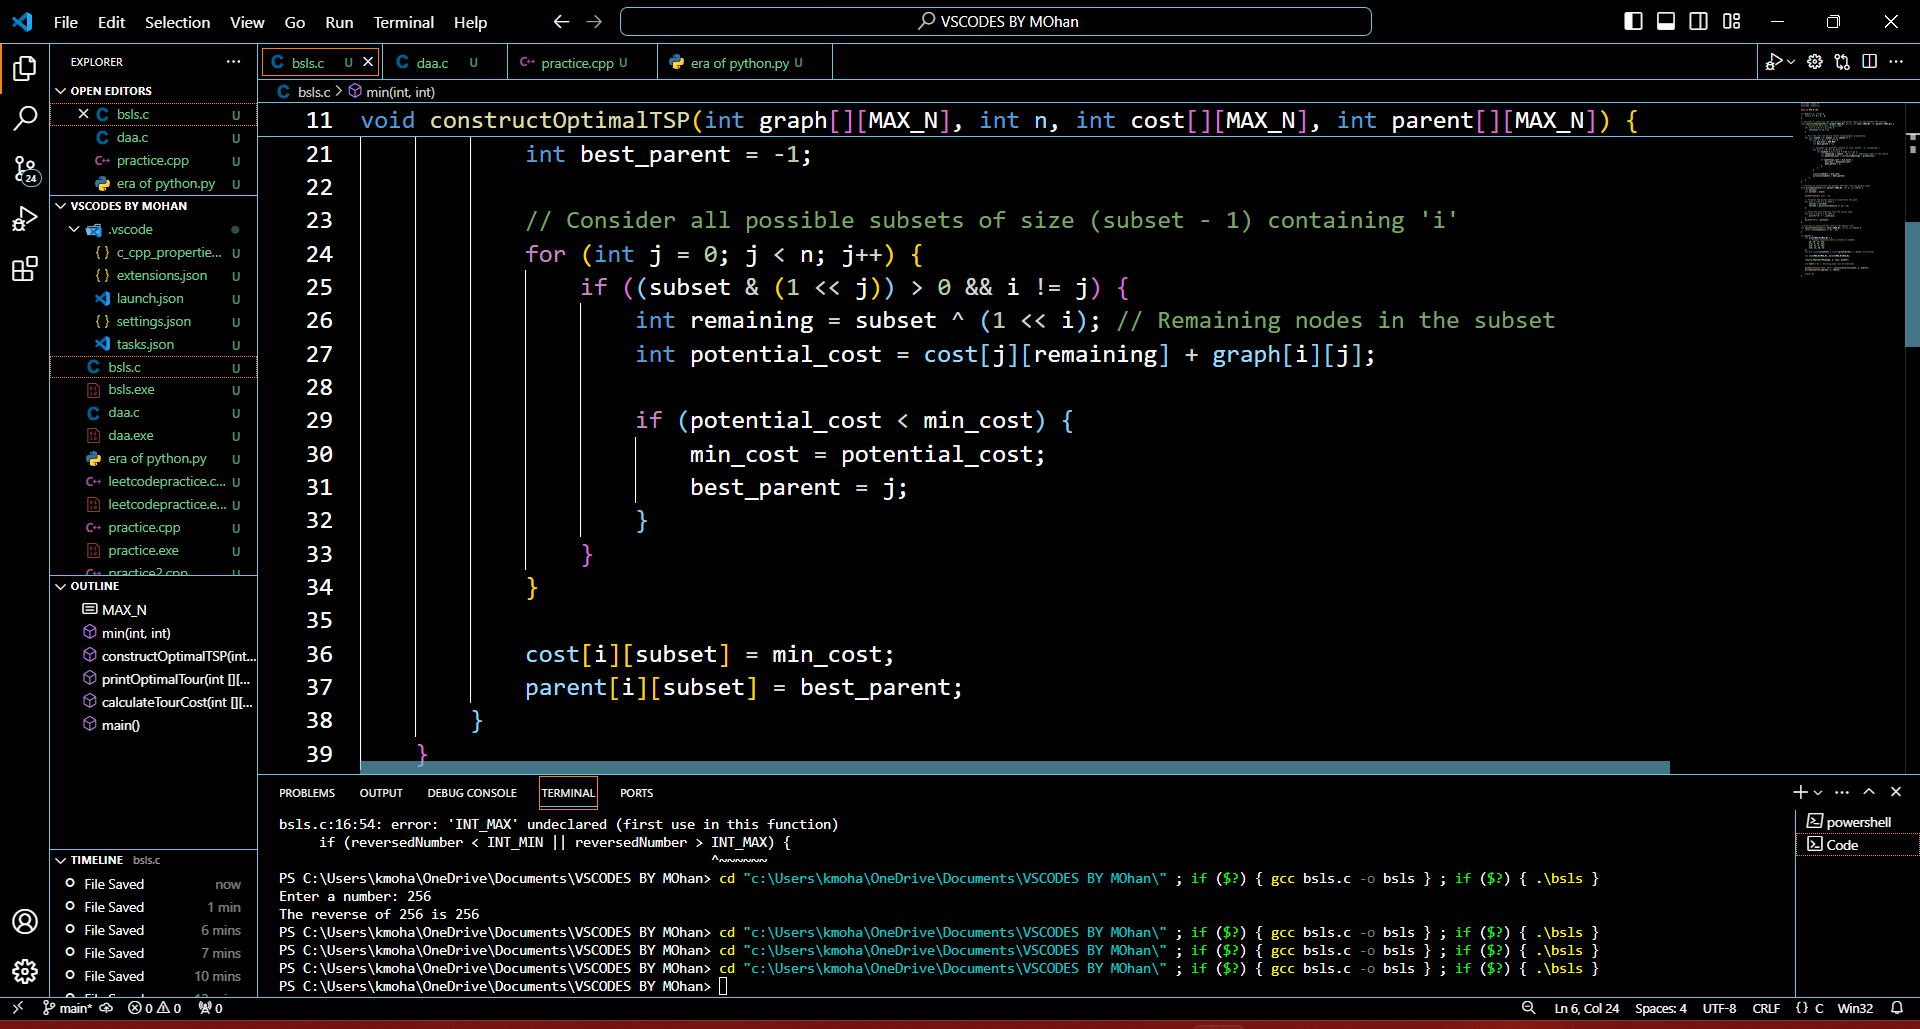 File Edit Selection View Go Run Terminal Help
VSCODES BY MOhan
EXPLORER
OPEN EDITORS
bsls.c U
daa.c U
practice.cpp U
era of python.py U
VSCODES BY MOHAN
.vscode
c_cpp_propertie... U
extensions.json U
launch.json U
settings.json U
tasks.json U
bsls.c U
bsls.exe U
daa.c U
daa.exe U
era of python.py U
leetcodepractice.c... U
leetcodepractice.e... U
practice.cpp U
practice.exe U
practice2.cpp U
OUTLINE
MAX_N
min(int, int)
constructOptimalTSP(int...
printOptimalTour(int [][...
calculateTourCost(int [][...
main()
TIMELINE bsls.c
File Saved now
File Saved 1 min
File Saved 6 mins
File Saved 7 mins
File Saved 10 mins
24
bsls.c U daa.c U practice.cpp U era of python.py U
bsls.c > min(int, int)
11 void constructOptimalTSP(int graph[][MAX_N], int n, int cost[][MAX_N], int parent[][MAX_N]) {
21 int best_parent = -1;
22
23 // Consider all possible subsets of size (subset - 1) containing 'i'
24 for (int j = 0; j < n; j++) {
25 if ((subset & (1 << j)) > 0 && i != j) {
26 int remaining = subset ^ (1 << i); // Remaining nodes in the subset
27 int potential_cost = cost[j][remaining] + graph[i][j];
28
29 if (potential_cost < min_cost) {
30 min_cost = potential_cost;
31 best_parent = j;
32 }
33 }
34 }
35
36 cost[i][subset] = min_cost;
37 parent[i][subset] = best_parent;
38 }
39 }
PROBLEMS OUTPUT DEBUG CONSOLE TERMINAL PORTS
bsls.c:16:54: error: 'INT_MAX' undeclared (first use in this function)
if (reversedNumber < INT_MIN || reversedNumber > INT_MAX) {
^~~~~~~
PS C:\Users\kmoha\OneDrive\Documents\VSCODES BY MOhan> cd "c:\Users\kmoha\OneDrive\Documents\VSCODES BY MOhan\" ; if ($?) { gcc bsls.c -o bsls } ; if ($?) { .\bsls }
Enter a number: 256
The reverse of 256 is 256
PS C:\Users\kmoha\OneDrive\Documents\VSCODES BY MOhan> cd "c:\Users\kmoha\OneDrive\Documents\VSCODES BY MOhan\" ; if ($?) { gcc bsls.c -o bsls } ; if ($?) { .\bsls }
PS C:\Users\kmoha\OneDrive\Documents\VSCODES BY MOhan> cd "c:\Users\kmoha\OneDrive\Documents\VSCODES BY MOhan\" ; if ($?) { gcc bsls.c -o bsls } ; if ($?) { .\bsls }
PS C:\Users\kmoha\OneDrive\Documents\VSCODES BY MOhan> cd "c:\Users\kmoha\OneDrive\Documents\VSCODES BY MOhan\" ; if ($?) { gcc bsls.c -o bsls } ; if ($?) { .\bsls }
PS C:\Users\kmoha\OneDrive\Documents\VSCODES BY MOhan>
powershell
Code
main* 0 0 0 Ln 6, Col 24 Spaces: 4 UTF-8 CRLF {} C Win32